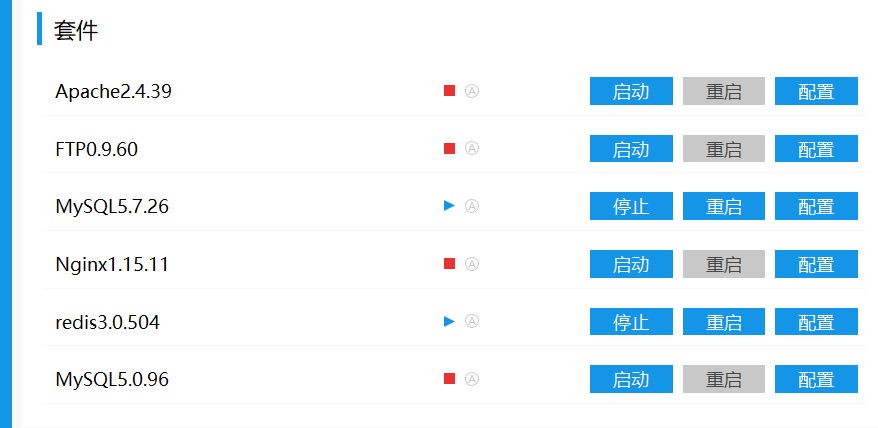 套件
Apache2.4.39 Ⓐ 启动 重启 配置
FTP0.9.60 Ⓐ 启动 重启 配置
MySQL5.7.26 Ⓐ 停止 重启 配置
Nginx1.15.11 Ⓐ 启动 重启 配置
redis3.0.504 Ⓐ 停止 重启 配置
MySQL5.0.96 Ⓐ 启动 重启 配置